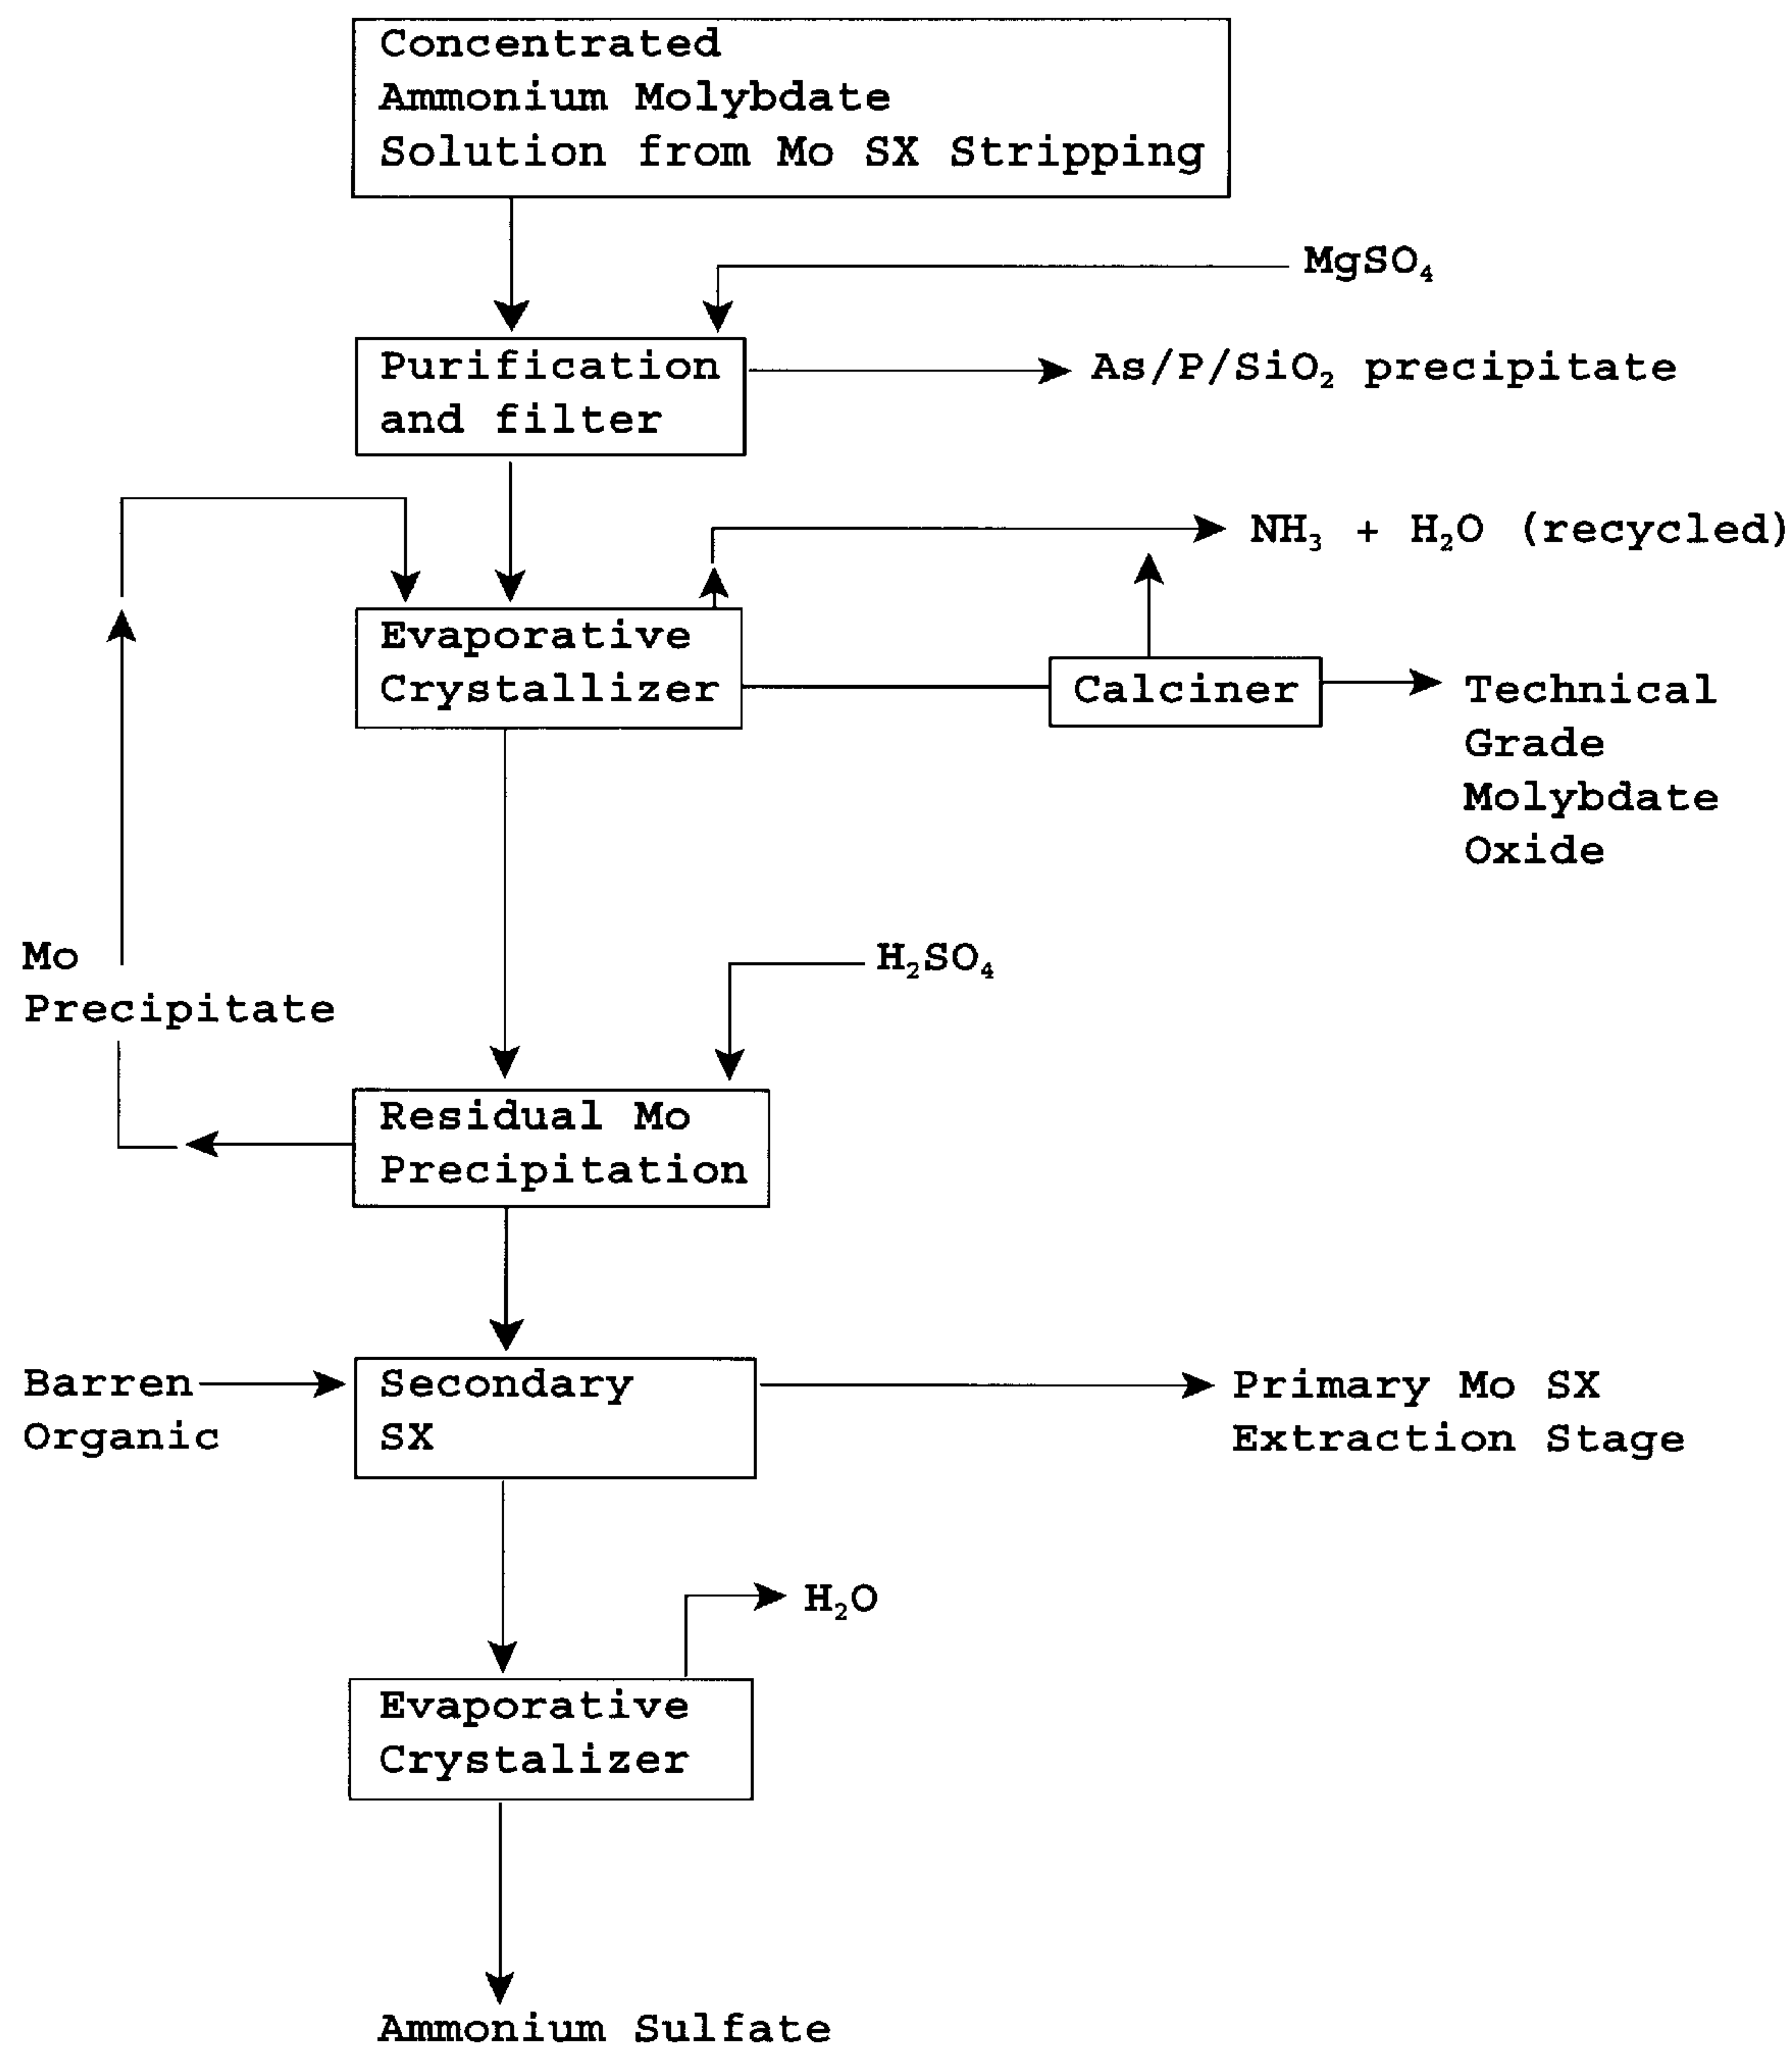 Concentrated
Ammonium Molybdate
Solution from Mo SX Stripping
MgSO₄
Purification
and filter
As/P/SiO₂ precipitate
NH₃ + H₂O (recycled)
Evaporative
Crystallizer
Calciner
Technical
Grade
Molybdate
Oxide
Mo
Precipitate
H₂SO₄
Residual Mo
Precipitation
Barren
Organic
Secondary
SX
Primary Mo SX
Extraction Stage
H₂O
Evaporative
Crystalizer
Ammonium Sulfate